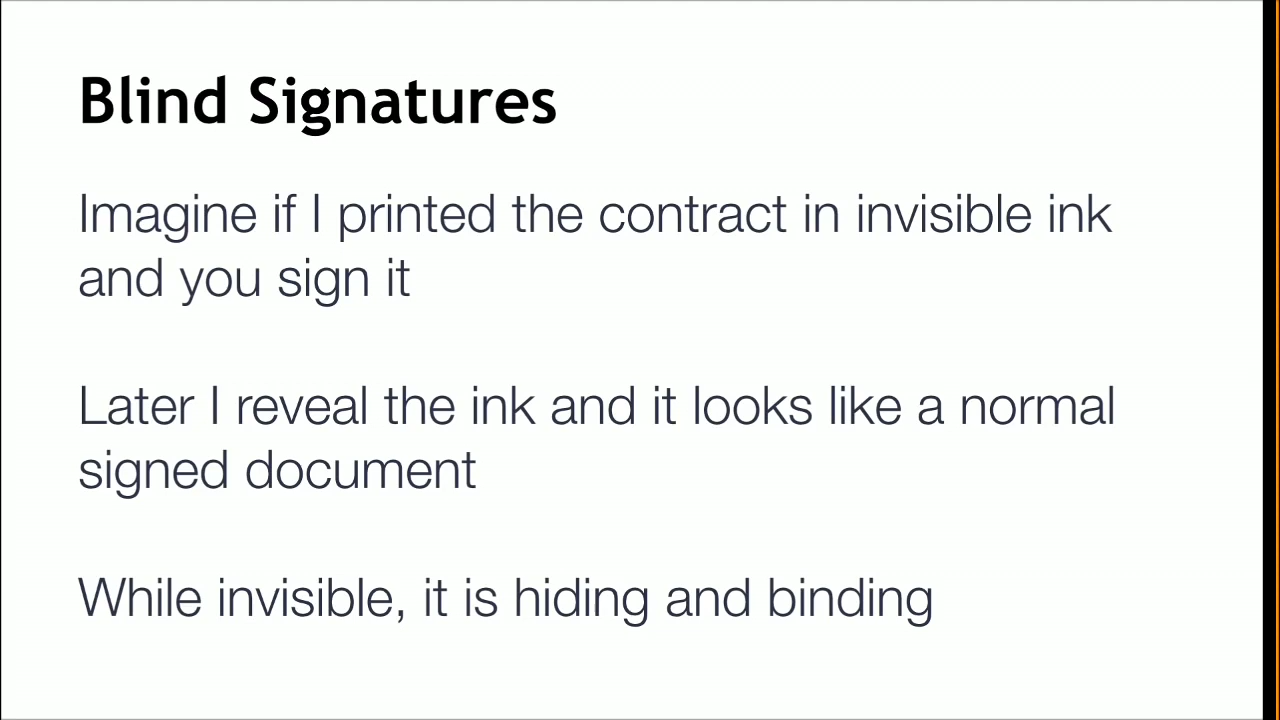 Blind Signatures
Imagine if I printed the contract in invisible ink
and you sign it
Later I reveal the ink and it looks like a normal
signed document
While invisible, it is hiding and binding